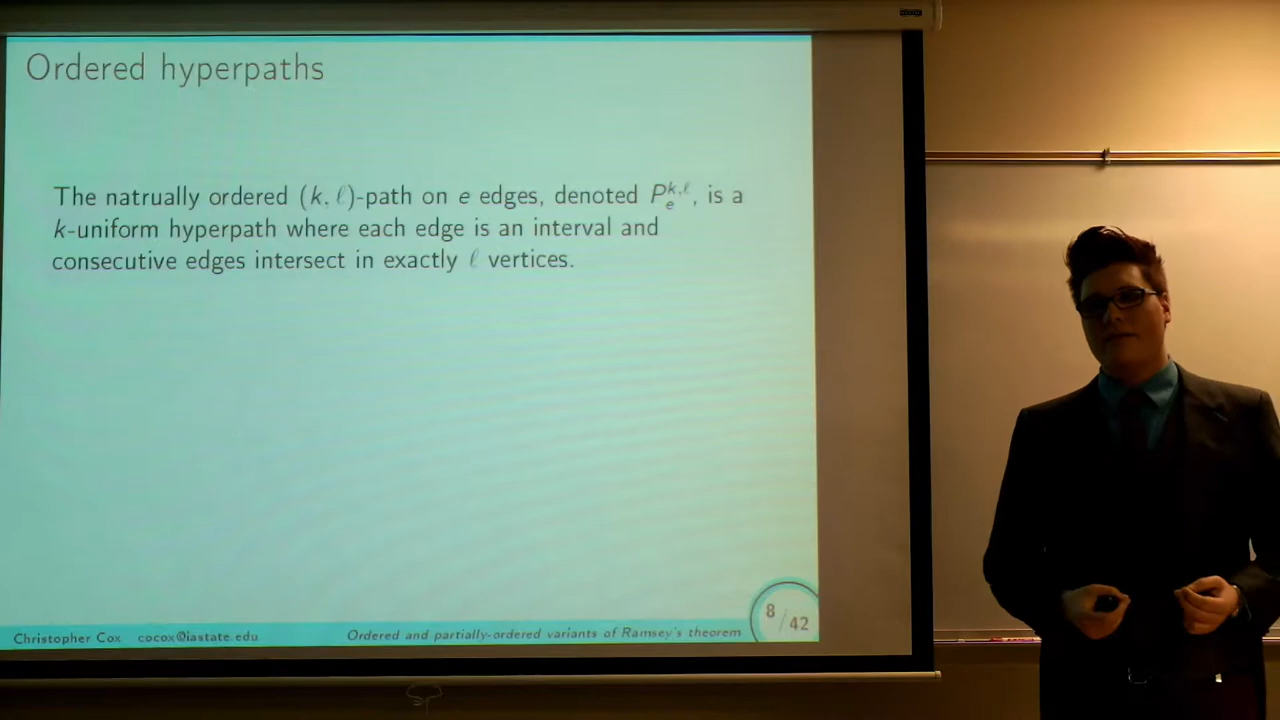 Ordered hyperpaths
The natrually ordered (k, ℓ)-path on e edges, denoted P_e^{k,ℓ}, is a
k-uniform hyperpath where each edge is an interval and
consecutive edges intersect in exactly ℓ vertices.
8/42
Christopher Cox cocox@iastate.edu Ordered and partially-ordered variants of Ramsey's theorem